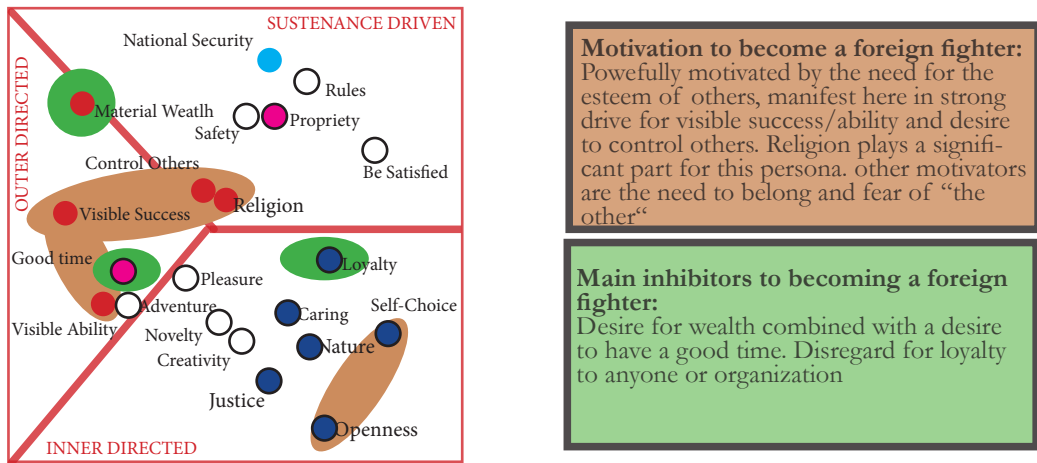 SUSTENANCE DRIVEN
National Security
OUTER DIRECTED
Rules
Material Weatlh
Safety
Propriety
Control Others
Be Satisfied
Religion
Visible Success
Good time
Loyalty
Pleasure
Adventure
Self-Choice
Caring
Visible Ability
Novelty
Nature
Creativity
Justice
Openness
INNER DIRECTED
Motivation to become a foreign fighter:
Powefully motivated by the need for the
esteem of others, manifest here in strong
drive for visible success/ability and desire
to control others. Religion plays a signifi-
cant part for this persona. other motivators
are the need to belong and fear of “the
other“
Main inhibitors to becoming a foreign
fighter:
Desire for wealth combined with a desire
to have a good time. Disregard for loyalty
to anyone or organization